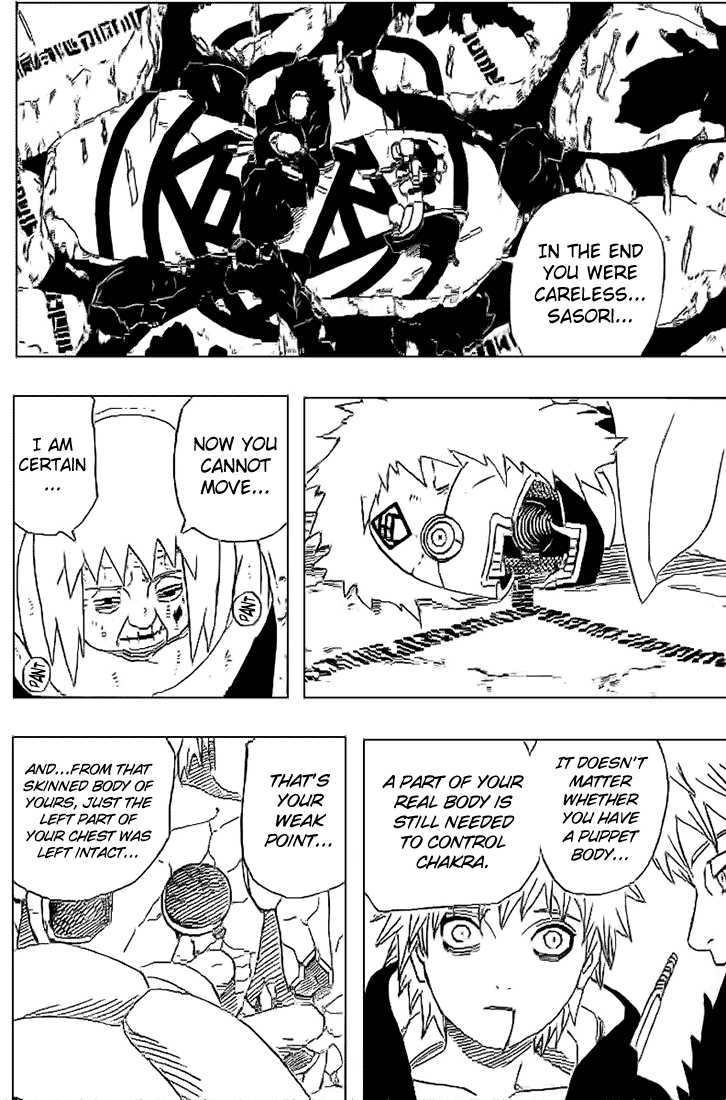 IN THE END
YOU WERE
CARELESS...
SASORI...
NOW YOU
CANNOT
MOVE...
I AM
CERTAIN
...
PANT
PANT
IT DOESN'T
MATTER
WHETHER
YOU HAVE
A PUPPET
BODY...
A PART OF YOUR
REAL BODY IS
STILL NEEDED
TO CONTROL
CHAKRA.
THAT'S
YOUR
WEAK
POINT...
AND...FROM THAT
SKINNED BODY OF
YOURS, JUST THE
LEFT PART OF
YOUR CHEST WAS
LEFT INTACT...